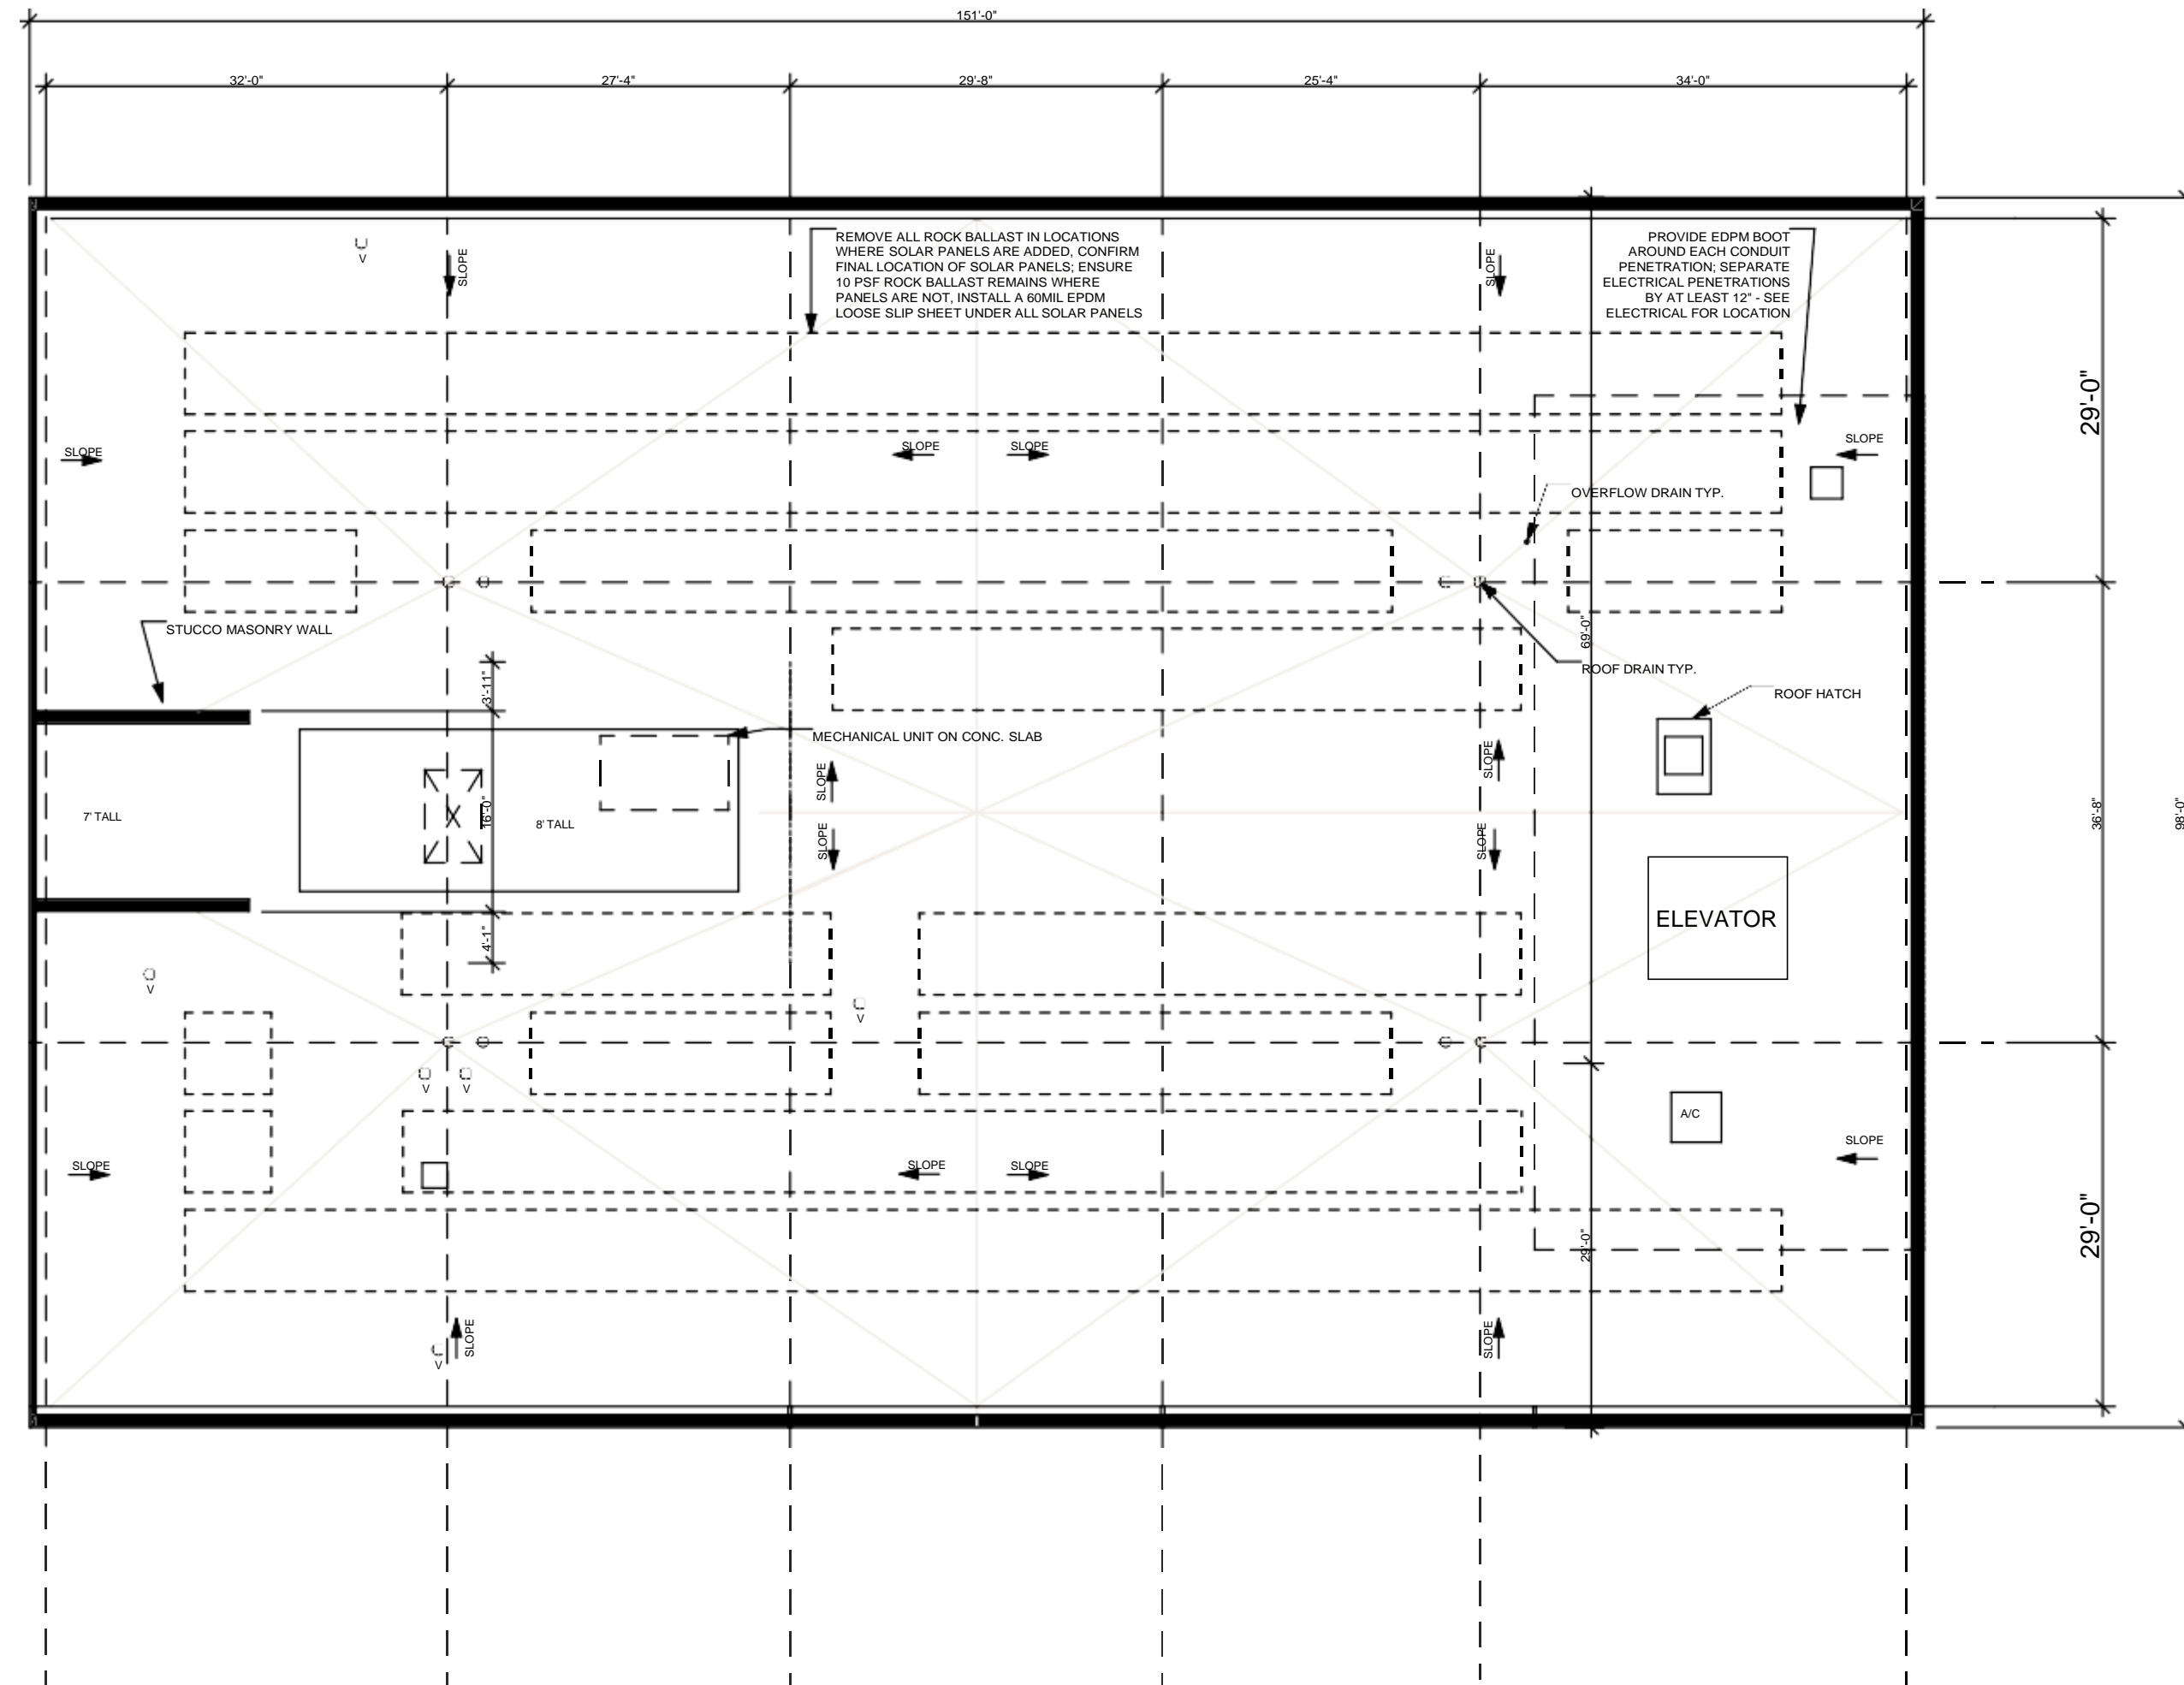 151'-0"
32'-0"
27'-4"
29'-8"
25'-4"
34'-0"
REMOVE ALL ROCK BALLAST IN LOCATIONS
WHERE SOLAR PANELS ARE ADDED, CONFIRM
FINAL LOCATION OF SOLAR PANELS; ENSURE
10 PSF ROCK BALLAST REMAINS WHERE
PANELS ARE NOT, INSTALL A 60MIL EPDM
LOOSE SLIP SHEET UNDER ALL SOLAR PANELS
PROVIDE EDPM BOOT
AROUND EACH CONDUIT
PENETRATION; SEPARATE
ELECTRICAL PENETRATIONS
BY AT LEAST 12" - SEE
ELECTRICAL FOR LOCATION
V
SLOPE
SLOPE
29'-0"
SLOPE
SLOPE
SLOPE
SLOPE
OVERFLOW DRAIN TYP.
STUCCO MASONRY WALL
69'-0"
ROOF DRAIN TYP.
3'-11"
ROOF HATCH
MECHANICAL UNIT ON CONC. SLAB
SLOPE
SLOPE
7' TALL
16'-0"
8' TALL
36'-8"
98'-0"
SLOPE
SLOPE
ELEVATOR
4'-1"
V
V
V
V
A/C
SLOPE
SLOPE
SLOPE
SLOPE
29'-0"
29'-0"
SLOPE
SLOPE
V